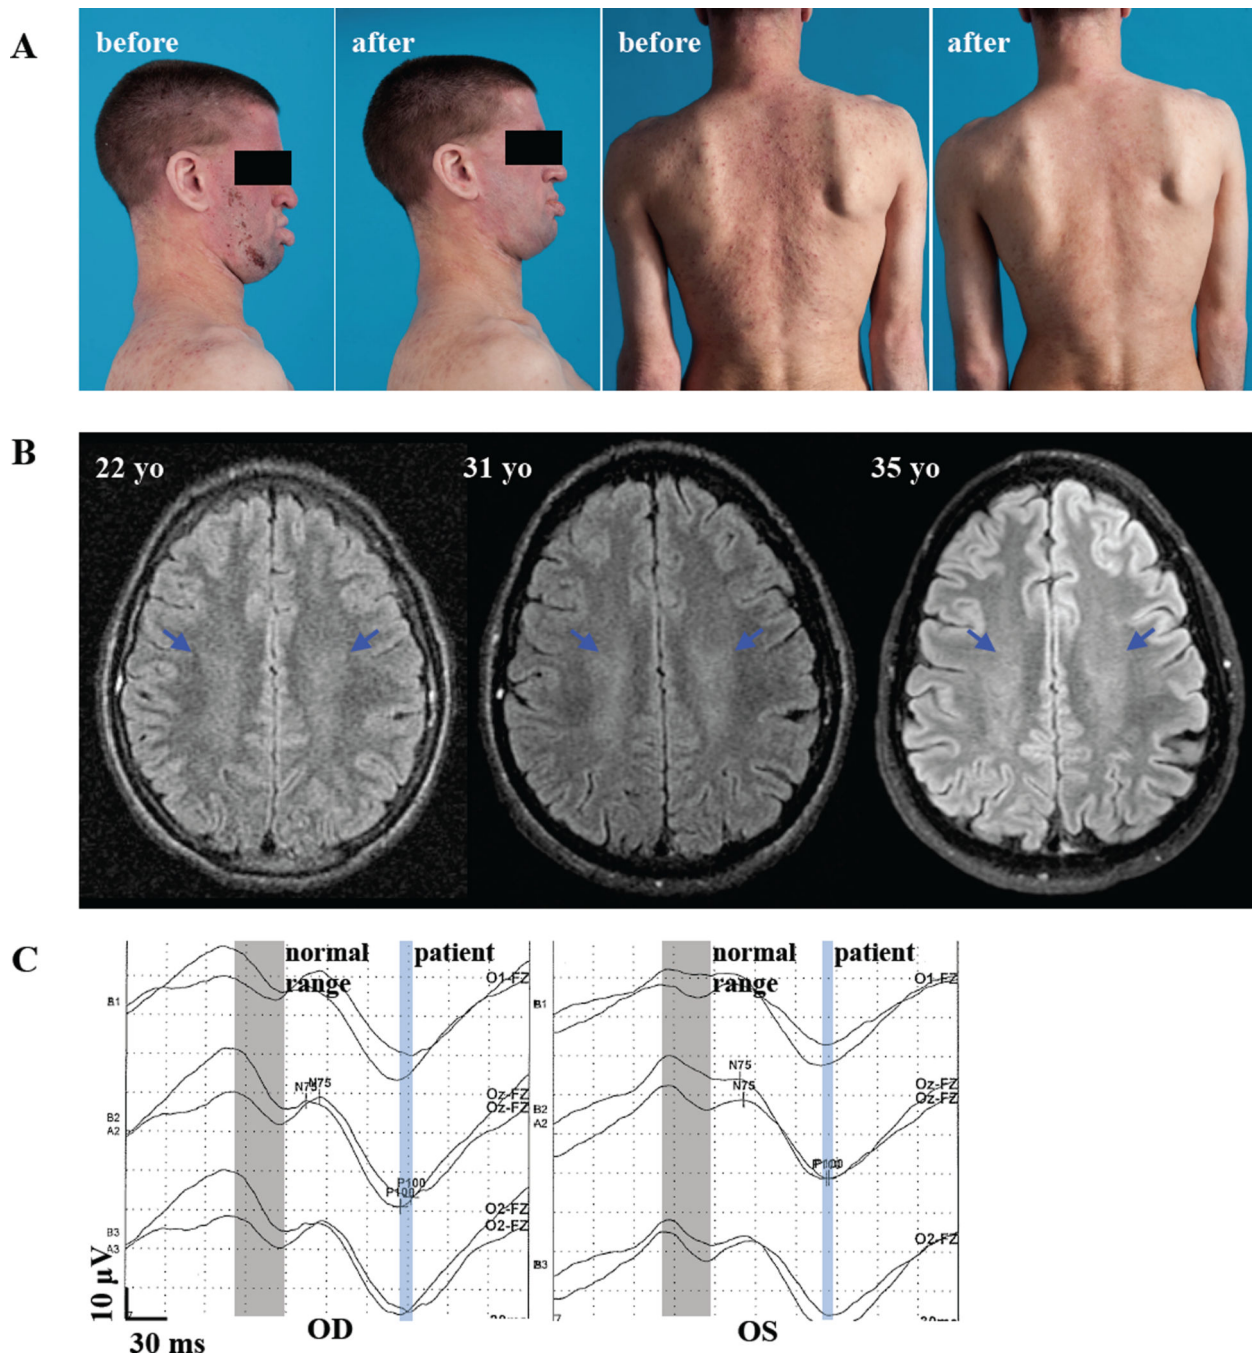 A
before
after
before
after
B
22 yo
31 yo
35 yo
C
normal
range
patient
normal
range
patient
O1-FZ
O1-FZ
B1
B1
N75
N75
N75
N75
Oz-FZ
Oz-FZ
Oz-FZ
Oz-FZ
B2
A2
B2
A2
P100
P100
P100
O2-FZ
O2-FZ
O2-FZ
B3
A3
B3
10 µV
30 ms
OD
OS